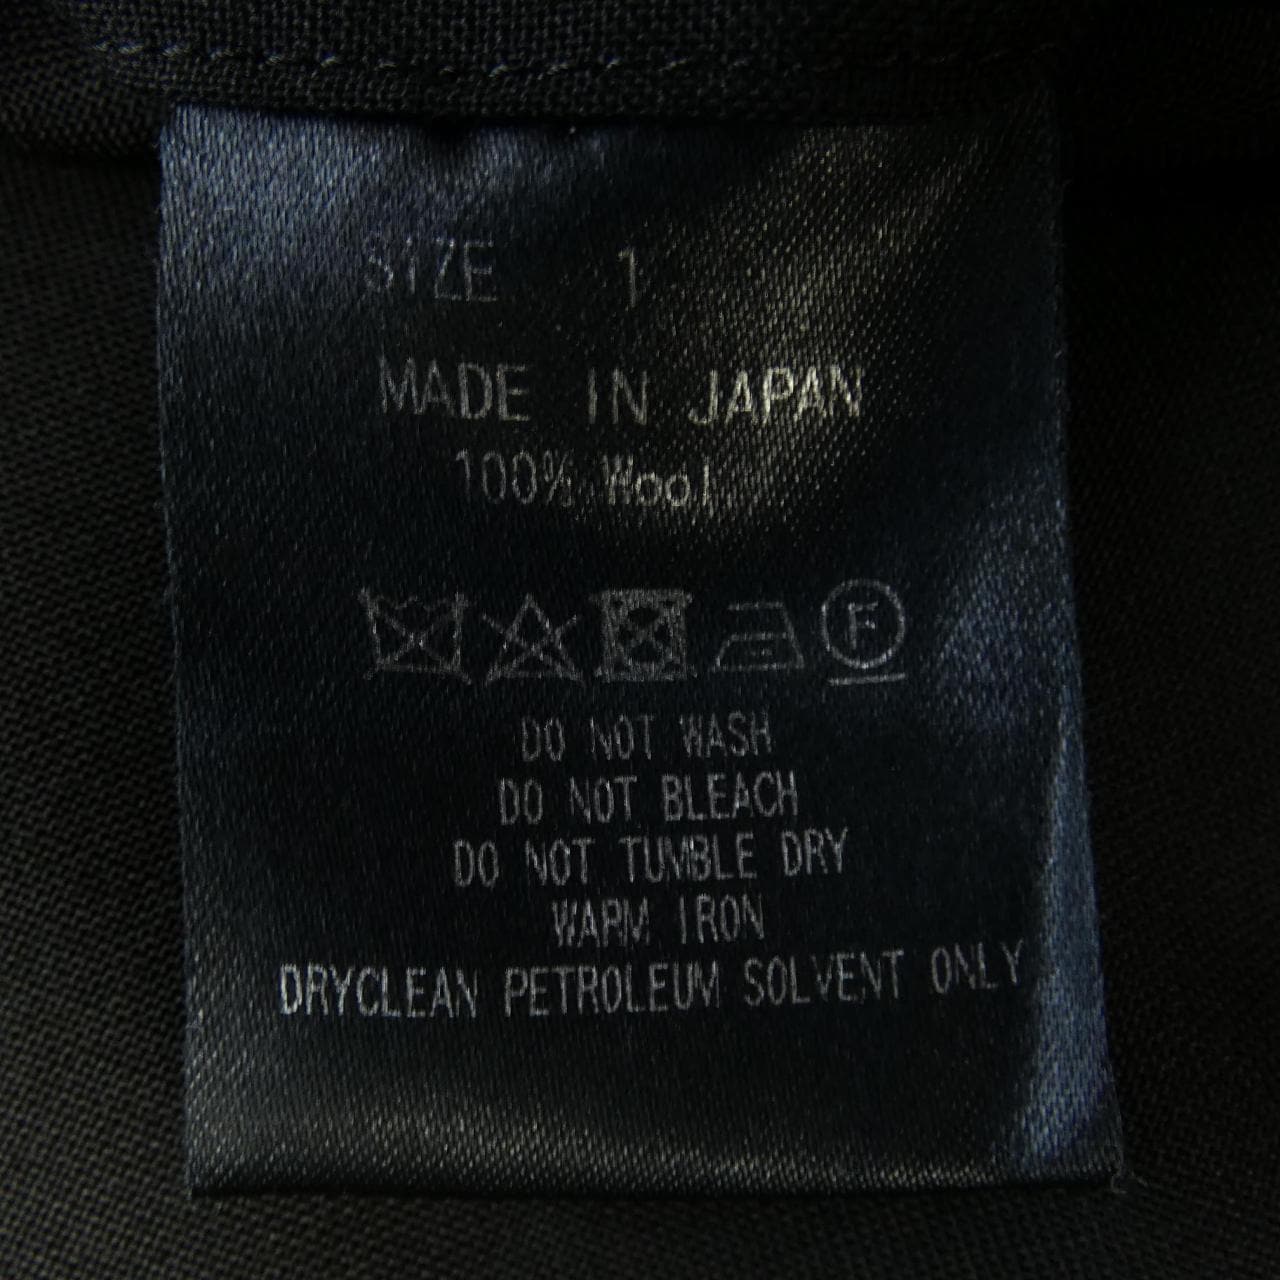 SIZE 1
MADE IN JAPAN
100% Wool
F
DO NOT WASH
DO NOT BLEACH
DO NOT TUMBLE DRY
WARM IRON
DRYCLEAN PETROLEUM SOLVENT ONLY